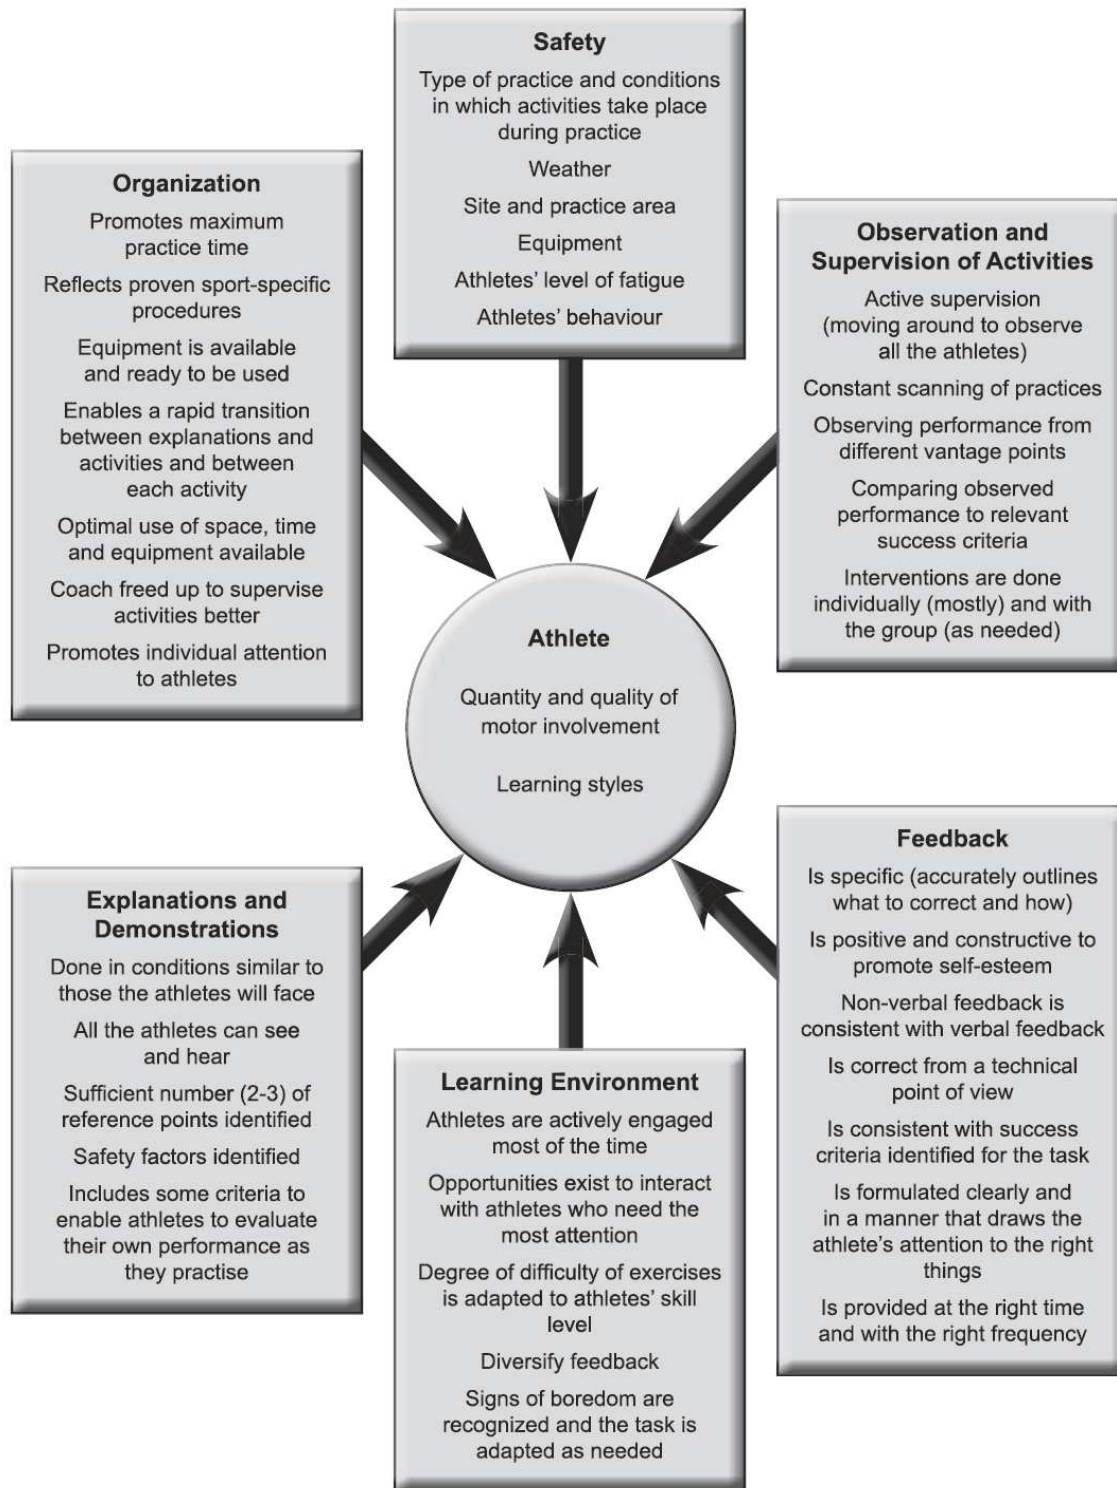 Safety
Type of practice and conditions
in which activities take place
during practice
Weather
Site and practice area
Equipment
Athletes' level of fatigue
Athletes' behaviour
Organization
Promotes maximum
practice time
Reflects proven sport-specific
procedures
Equipment is available
and ready to be used
Enables a rapid transition
between explanations and
activities and between
each activity
Optimal use of space, time
and equipment available
Coach freed up to supervise
activities better
Promotes individual attention
to athletes
Observation and
Supervision of Activities
Active supervision
(moving around to observe
all the athletes)
Constant scanning of practices
Observing performance from
different vantage points
Comparing observed
performance to relevant
success criteria
Interventions are done
individually (mostly) and with
the group (as needed)
Athlete
Quantity and quality of
motor involvement
Learning styles
Explanations and
Demonstrations
Done in conditions similar to
those the athletes will face
All the athletes can see
and hear
Sufficient number (2-3) of
reference points identified
Safety factors identified
Includes some criteria to
enable athletes to evaluate
their own performance as
they practise
Learning Environment
Athletes are actively engaged
most of the time
Opportunities exist to interact
with athletes who need the
most attention
Degree of difficulty of exercises
is adapted to athletes' skill
level
Diversify feedback
Signs of boredom are
recognized and the task is
adapted as needed
Feedback
Is specific (accurately outlines
what to correct and how)
Is positive and constructive to
promote self-esteem
Non-verbal feedback is
consistent with verbal feedback
Is correct from a technical
point of view
Is consistent with success
criteria identified for the task
Is formulated clearly and
in a manner that draws the
athlete's attention to the right
things
Is provided at the right time
and with the right frequency